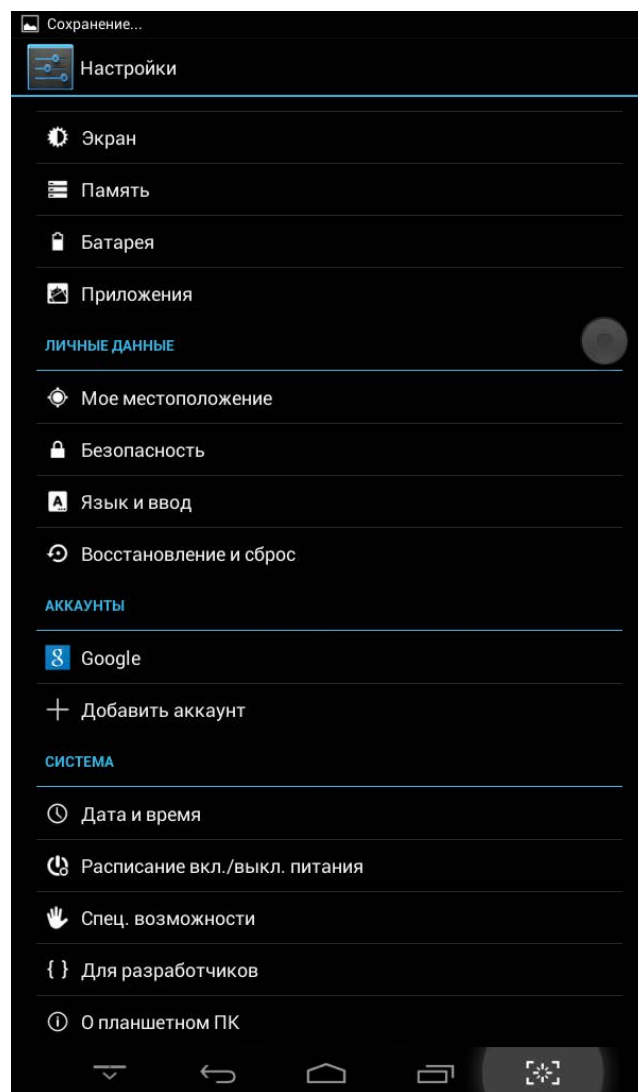 Сохранение...
Настройки
Экран
Память
Батарея
Приложения
ЛИЧНЫЕ ДАННЫЕ
Мое местоположение
Безопасность
Язык и ввод
Восстановление и сброс
АККАУНТЫ
Google
Добавить аккаунт
СИСТЕМА
Дата и время
Расписание вкл./выкл. питания
Спец. возможности
Для разработчиков
О планшетном ПК